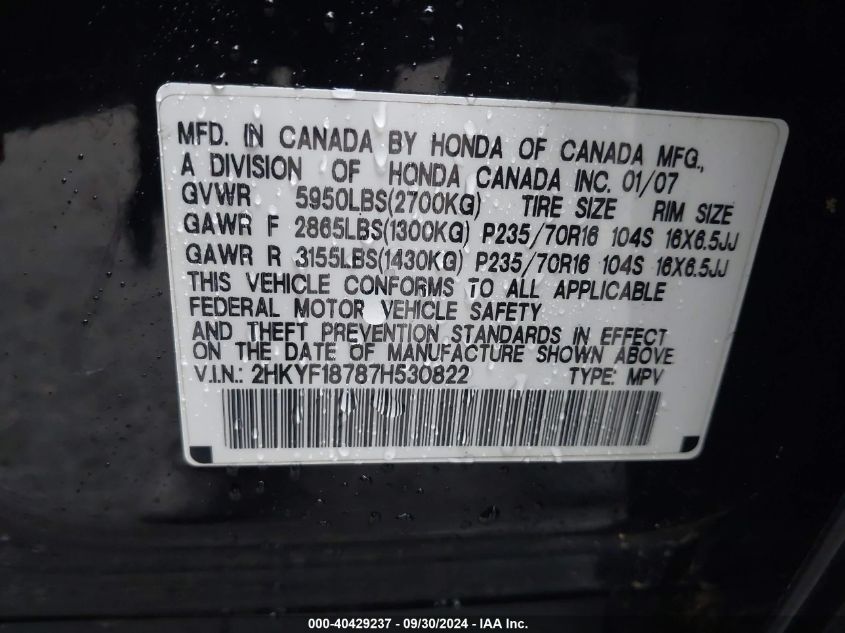 MFD. IN CANADA BY HONDA OF CANADA MFG.,
A DIVISION OF HONDA CANADA INC. 01/07
GVWR 5950LBS(2700KG) TIRE SIZE RIM SIZE
GAWR F 2865LBS(1300KG) P235/70R16 104S 16X6.5JJ
GAWR R 3155LBS(1430KG) P235/70R16 104S 16X6.5JJ
THIS VEHICLE CONFORMS TO ALL APPLICABLE
FEDERAL MOTOR VEHICLE SAFETY
AND THEFT PREVENTION STANDARDS IN EFFECT
ON THE DATE OF MANUFACTURE SHOWN ABOVE
V.I.N.: 2HKYF18787H530822 TYPE: MPV
000-40429237 - 09/30/2024 - IAA Inc.